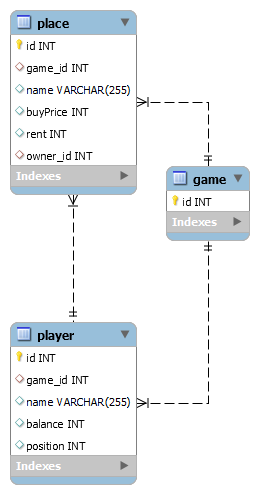 place
id INT
game_id INT
name VARCHAR(255)
buyPrice INT
rent INT
owner_id INT
Indexes
game
id INT
Indexes
player
id INT
game_id INT
name VARCHAR(255)
balance INT
position INT
Indexes